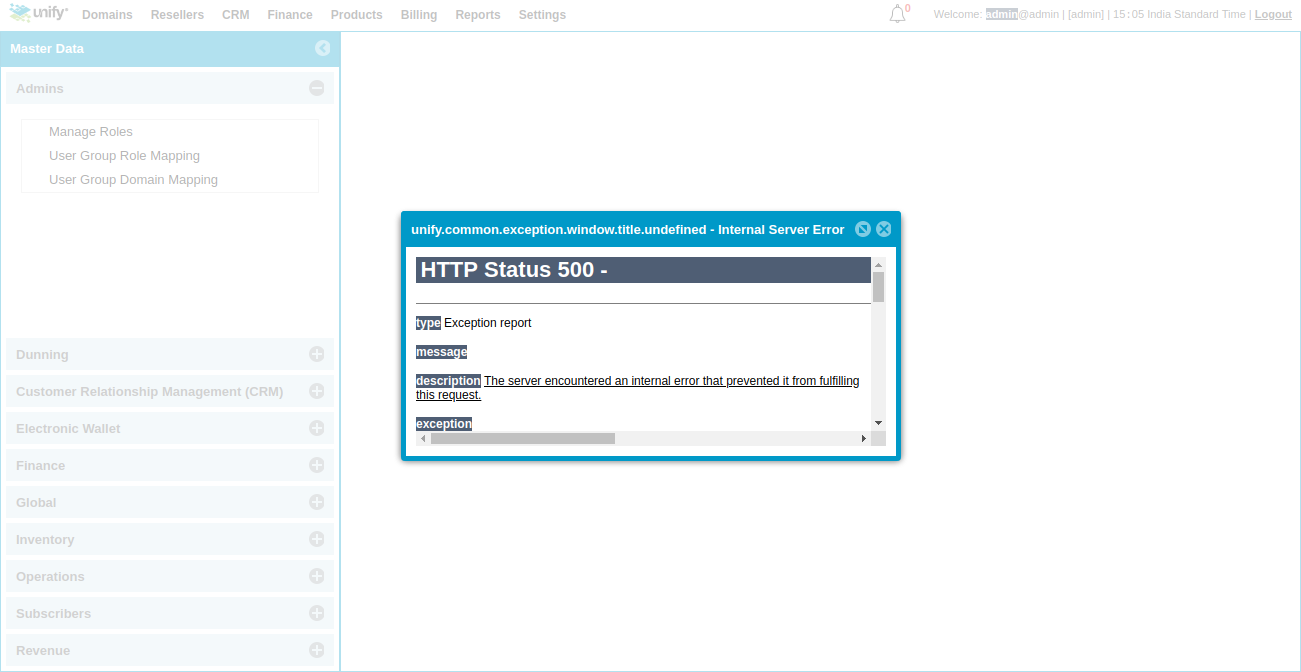 unify
Domains Resellers CRM Finance Products Billing Reports Settings
0
Welcome: admin@admin | [admin] | 15:05 India Standard Time | Logout
Master Data
Admins
Manage Roles
User Group Role Mapping
User Group Domain Mapping
Dunning
Customer Relationship Management (CRM)
Electronic Wallet
Finance
Global
Inventory
Operations
Subscribers
Revenue
unify.common.exception.window.title.undefined - Internal Server Error
HTTP Status 500 -
type Exception report
message
description The server encountered an internal error that prevented it from fulfilling
this request.
exception